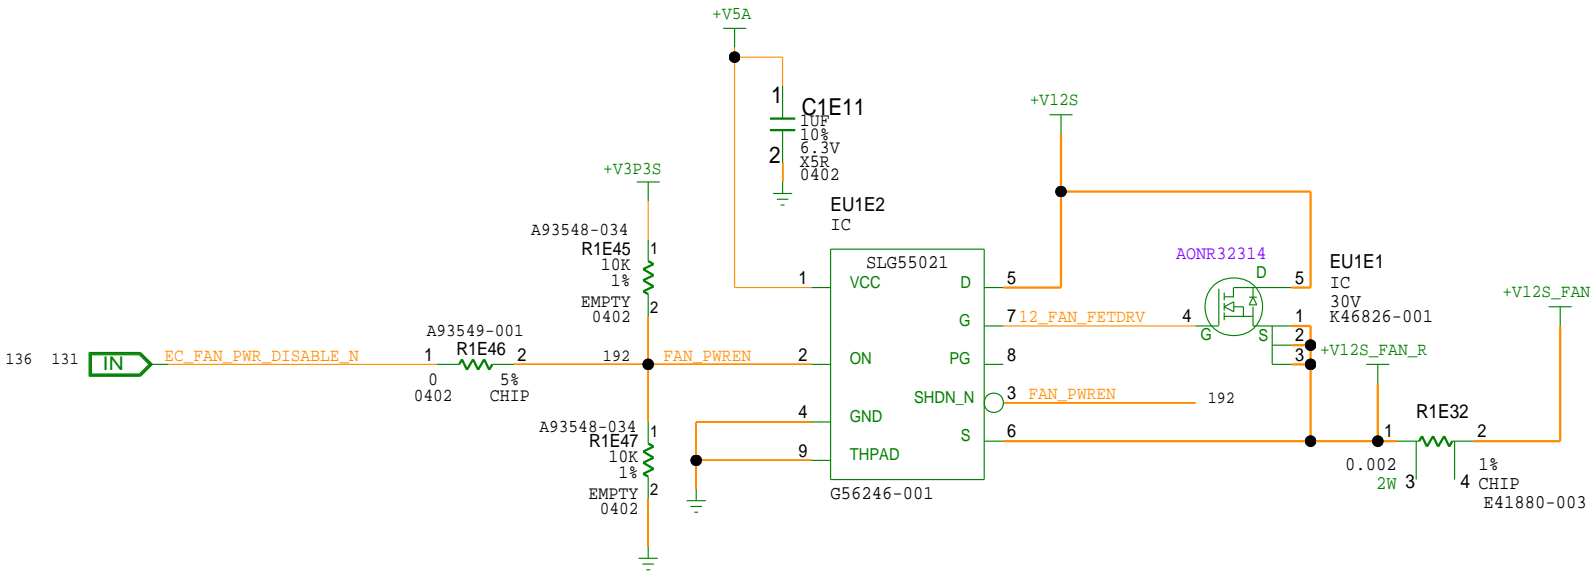 +V5A
1
C1E11
1UF
10%
6.3V
X5R
0402
2
+V12S
+V3P3S
EU1E2
IC
A93548-034
R1E45
1
10K
1%
EMPTY
2
0402
SLG55021
1
VCC
D
5
G
7
12_FAN_FETDRV
4
AONR32314
D
5
G
S
1
2
3
EU1E1
IC
30V
K46826-001
+V12S_FAN
+V12S_FAN_R
A93549-001
136
131
IN
EC_FAN_PWR_DISABLE_N
1
R1E46
2
0
5%
0402
CHIP
192
FAN_PWREN
2
ON
PG
8
SHDN_N
3
FAN_PWREN
192
4
GND
S
6
9
THPAD
G56246-001
A93548-034
R1E47
1
10K
1%
EMPTY
2
0402
R1E32
1
2
0.002
1%
2W
3
4
CHIP
E41880-003